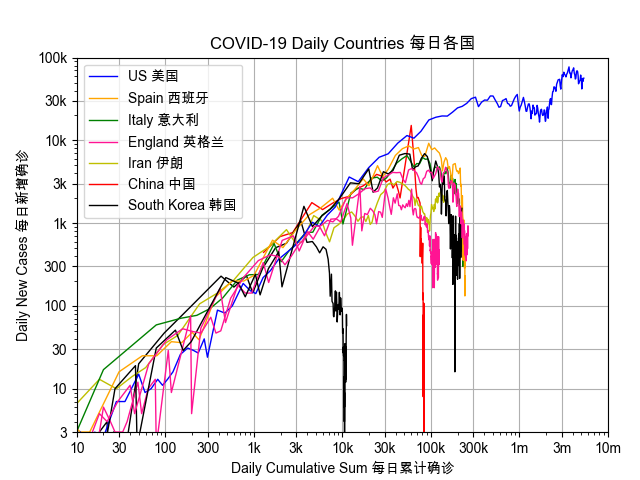 COVID-19 Daily Countries 每日各国
Daily New Cases 每日新增确诊
100k
30k
10k
3k
1k
300
100
30
10
3
US 美国
Spain 西班牙
Italy 意大利
England 英格兰
Iran 伊朗
China 中国
South Korea 韩国
10 30 100 300 1k 3k 10k 30k 100k 300k 1m 3m 10m
Daily Cumulative Sum 每日累计确诊